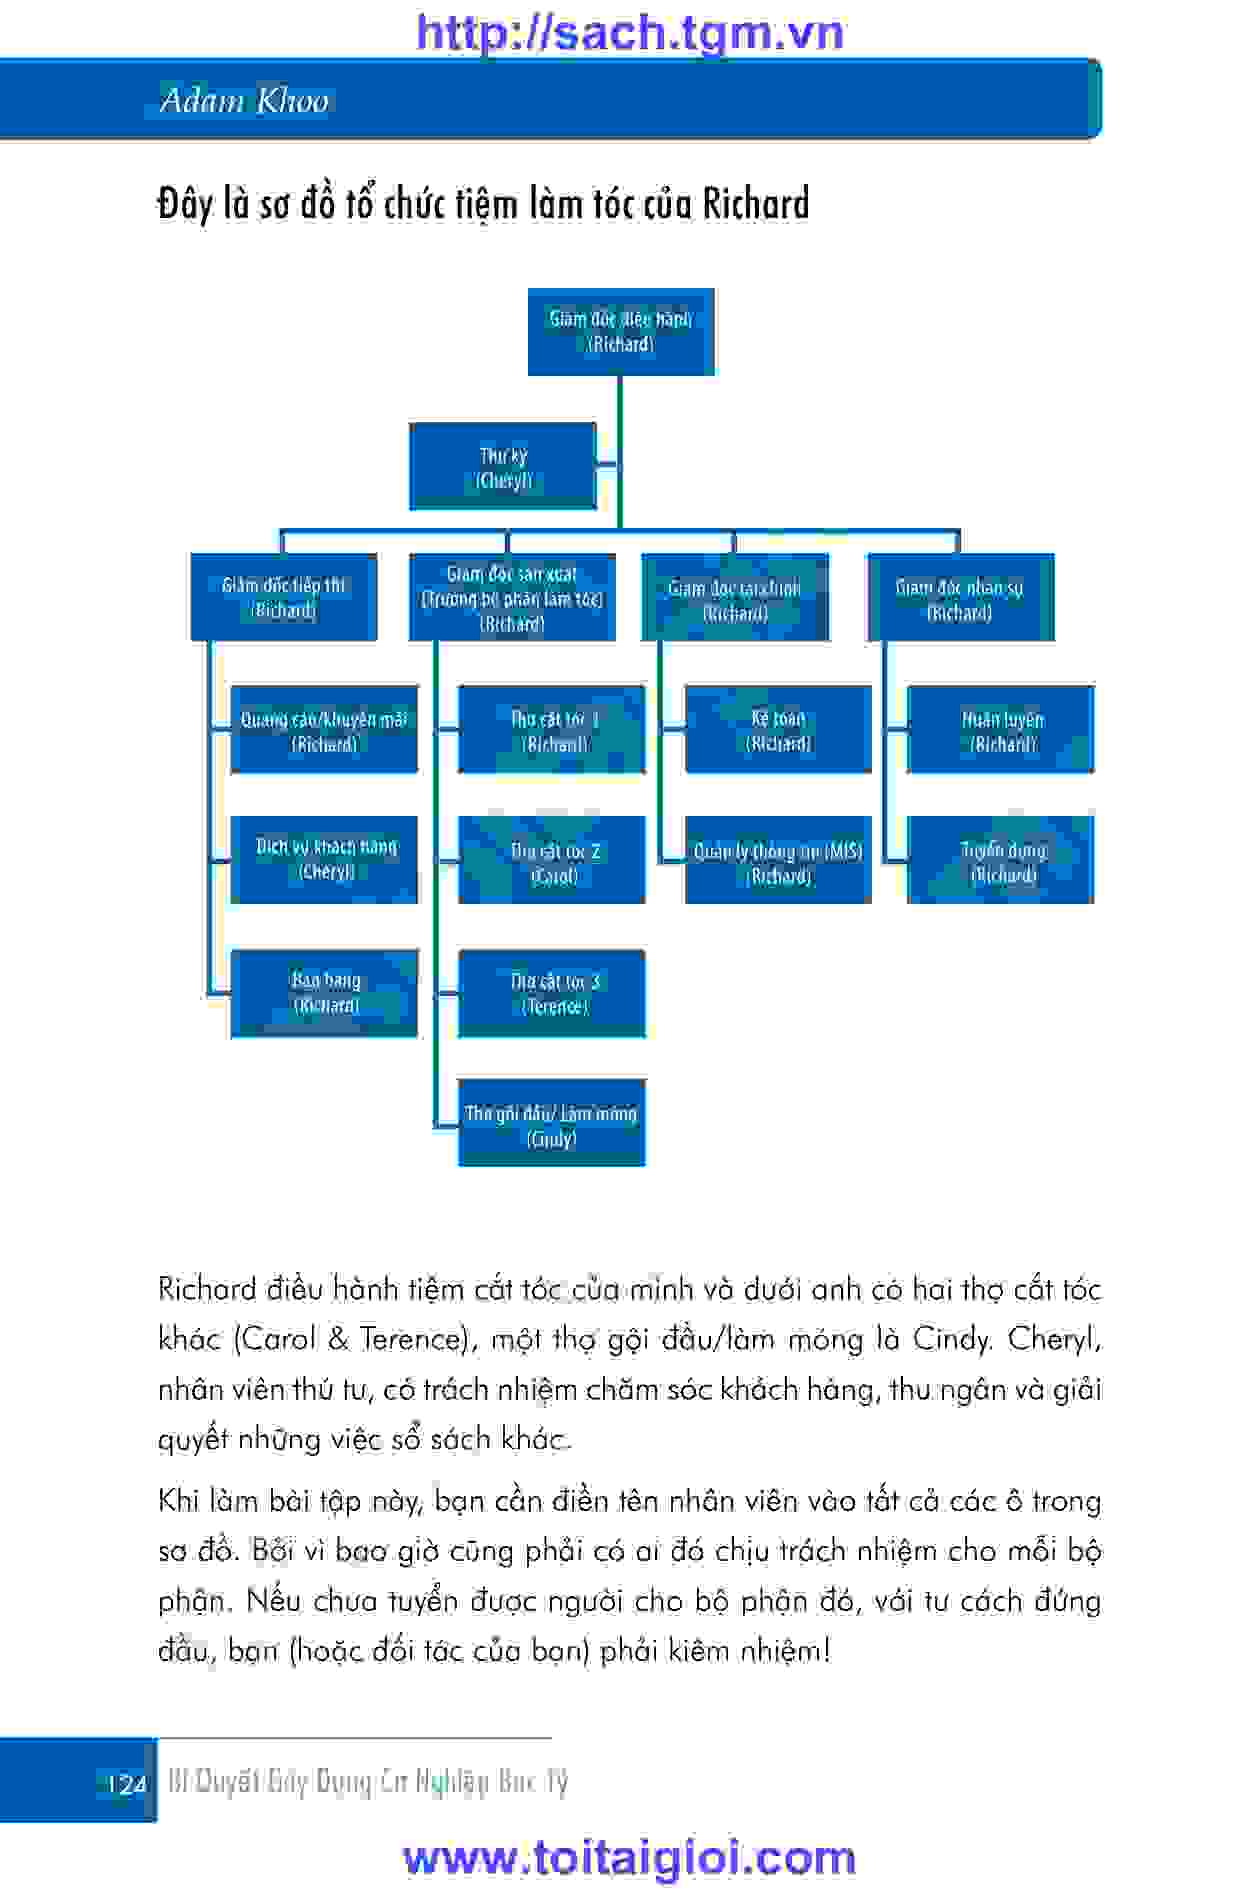 http://sach.tgm.vn
Adam Khoo
Đây là sơ đồ tổ chức tiệm làm tóc của Richard
Giám đốc điều hành
(Richard)
Thư ký
(Cheryl)
Giám đốc tiếp thị
(Richard)
Giám đốc sản xuất
(Trưởng bộ phận làm tóc)
(Richard)
Giám đốc tài chính
(Richard)
Giám đốc nhân sự
(Richard)
Quảng cáo/khuyến mãi
(Richard)
Thợ cắt tóc 1
(Richard)
Kế toán
(Richard)
Huấn luyện
(Richard)
Dịch vụ khách hàng
(Cheryl)
Thợ cắt tóc 2
(Carol)
Quản lý thông tin (MIS)
(Richard)
Tuyển dụng
(Richard)
Bán hàng
(Richard)
Thợ cắt tóc 3
(Terence)
Thợ gội đầu/ Làm móng
(Cindy)
Richard điều hành tiệm cắt tóc của mình và dưới anh có hai thợ cắt tóc
khác (Carol & Terence), một thợ gội đầu/làm móng là Cindy. Cheryl,
nhân viên thứ tư, có trách nhiệm chăm sóc khách hàng, thu ngân và giải
quyết những việc sổ sách khác.
Khi làm bài tập này, bạn cần điền tên nhân viên vào tất cả các ô trong
sơ đồ. Bởi vì bao giờ cũng phải có ai đó chịu trách nhiệm cho mỗi bộ
phận. Nếu chưa tuyển được người cho bộ phận đó, với tư cách đứng
đầu, bạn (hoặc đối tác của bạn) phải kiêm nhiệm!
124 Bí Quyết Gây Dựng Cơ Nghiệp Bạc Tỷ
www.toitaigioi.com